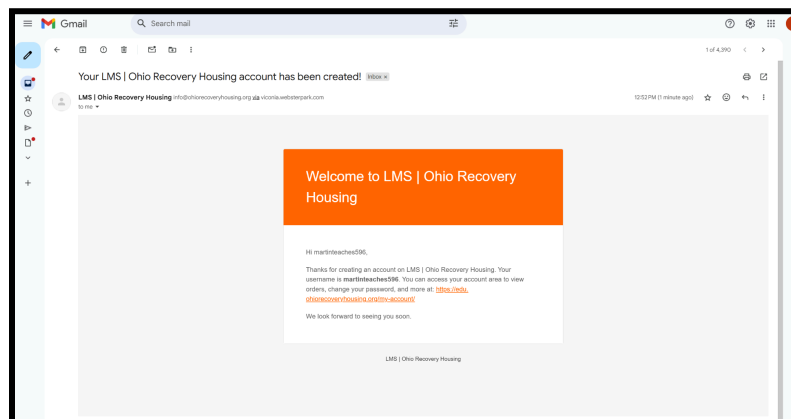 Gmail
Search mail
1 of 4,390
Your LMS | Ohio Recovery Housing account has been created! Inbox x
LMS | Ohio Recovery Housing info@ohiorecoveryhousing.org via viconia.websterpark.com 12:52 PM (1 minute ago)
to me
Welcome to LMS | Ohio Recovery
Housing
Hi martinteaches596,
Thanks for creating an account on LMS | Ohio Recovery Housing. Your
username is martinteaches596. You can access your account area to view
orders, change your password, and more at: https://edu.
ohiorecoveryhousing.org/my-account/
We look forward to seeing you soon.
LMS | Ohio Recovery Housing